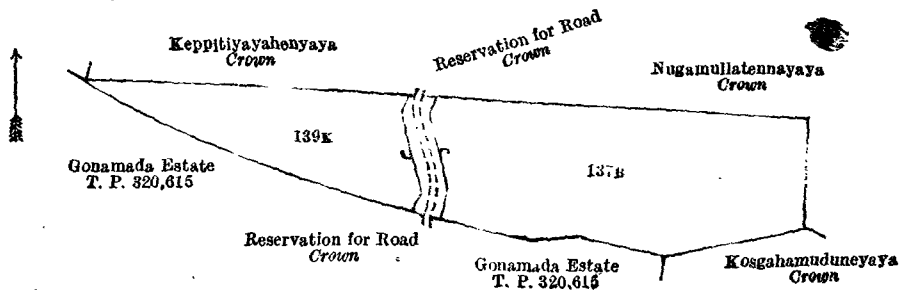 Keppitiyayahenyaya
Crown
Reservation for Road
Crown
Nugamullatennayaya
Crown
139K
137B
Gonamada Estate
T. P. 320,615
Reservation for Road
Crown
Gonamada Estate
T. P. 320,615
Kosgahamuduneyaya
Crown